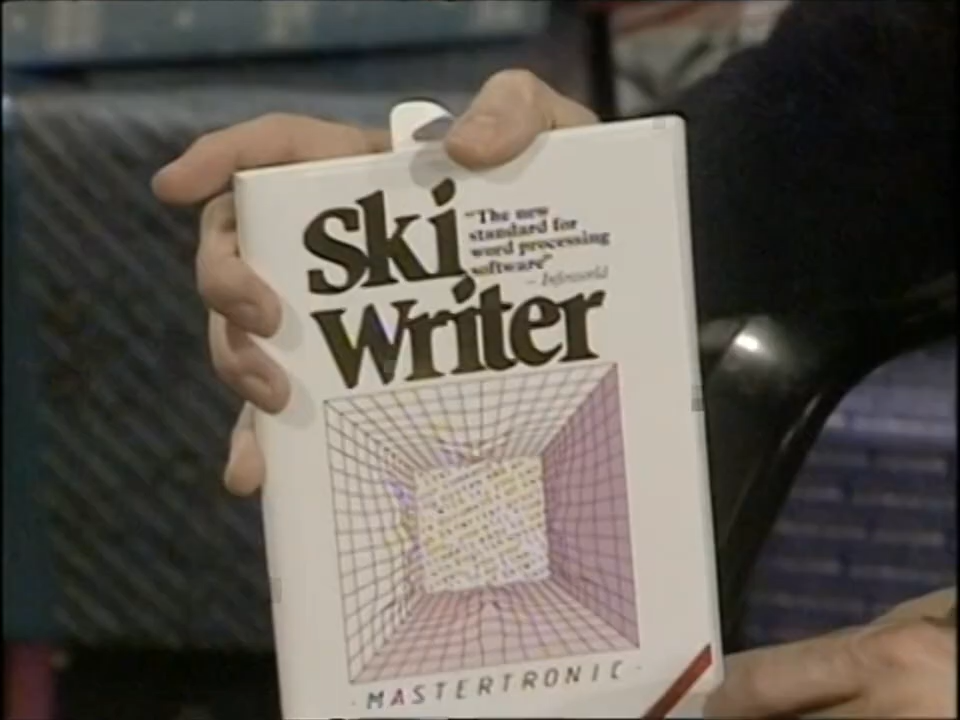 Ski
Writer
"The new
standard for
word processing
software"
- Infoworld
MASTERTRONIC